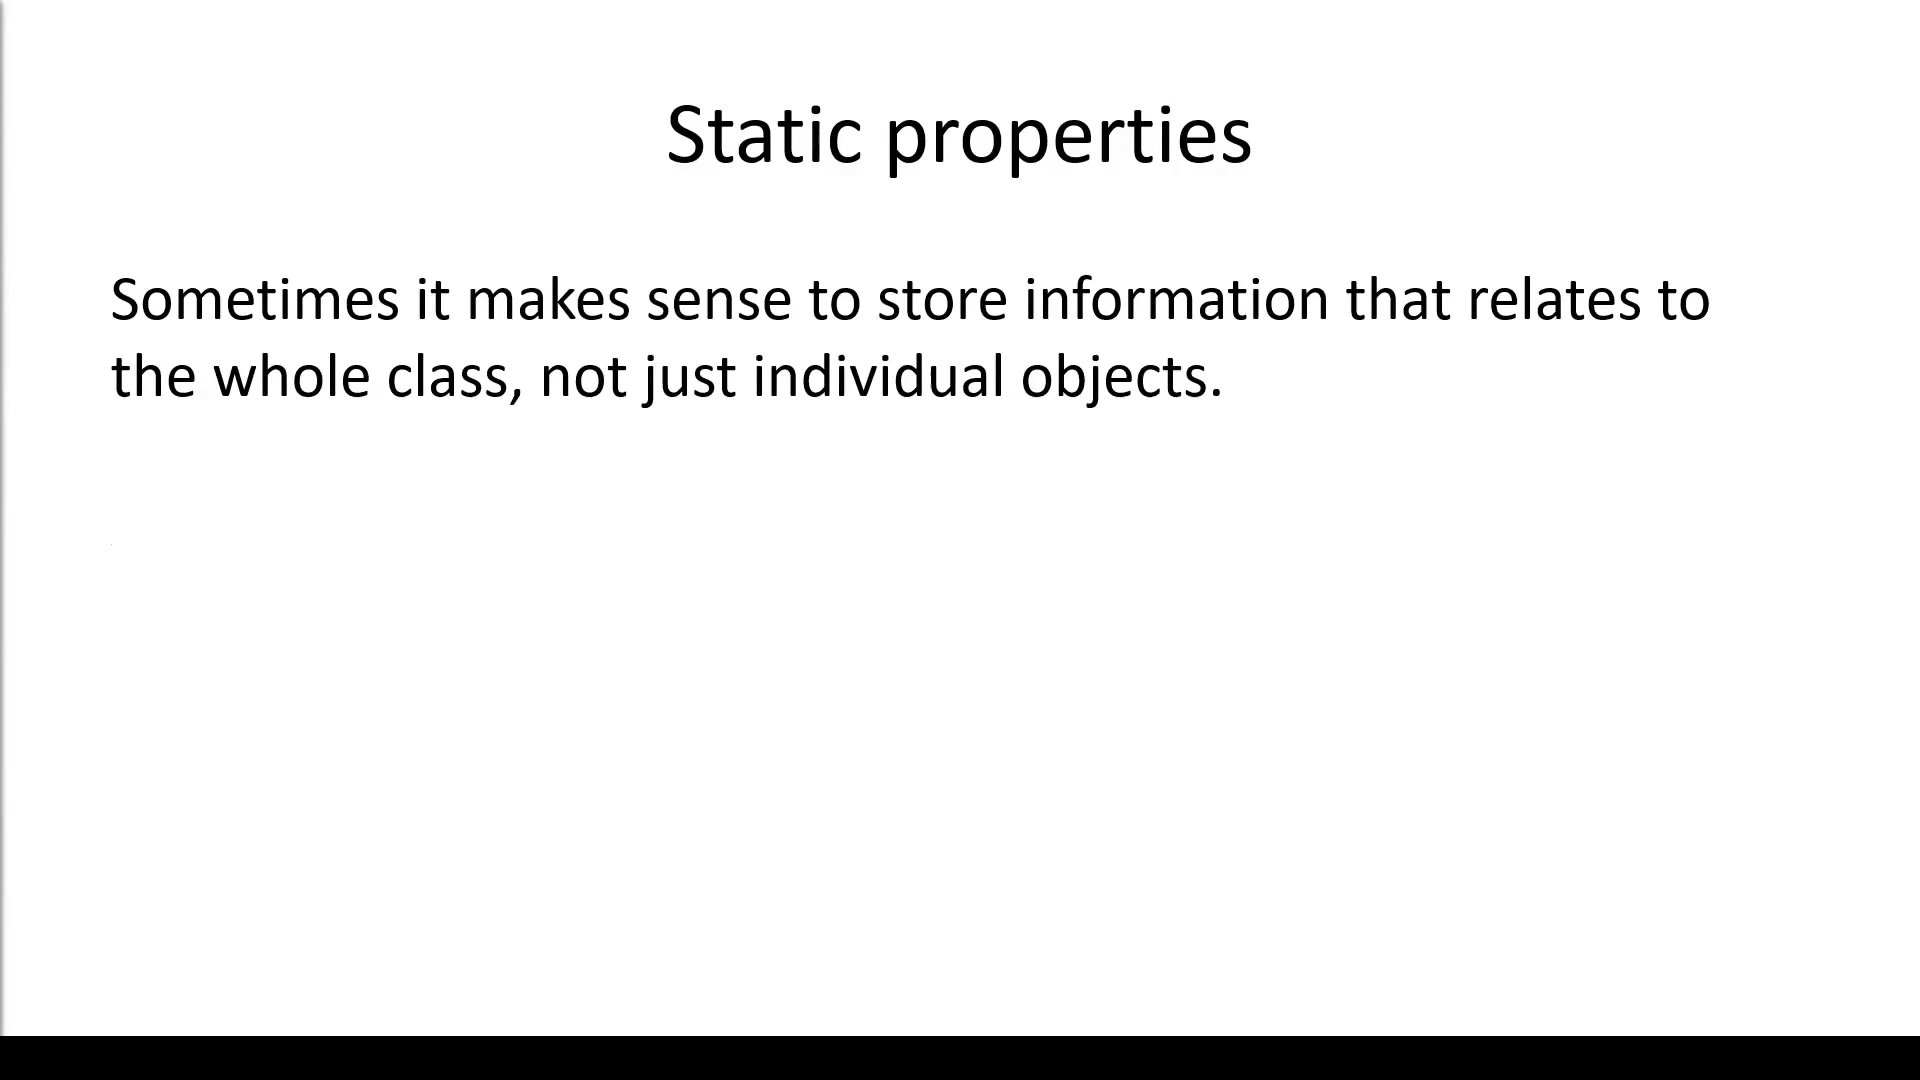 Static properties
Sometimes it makes sense to store information that relates to
the whole class, not just individual objects.